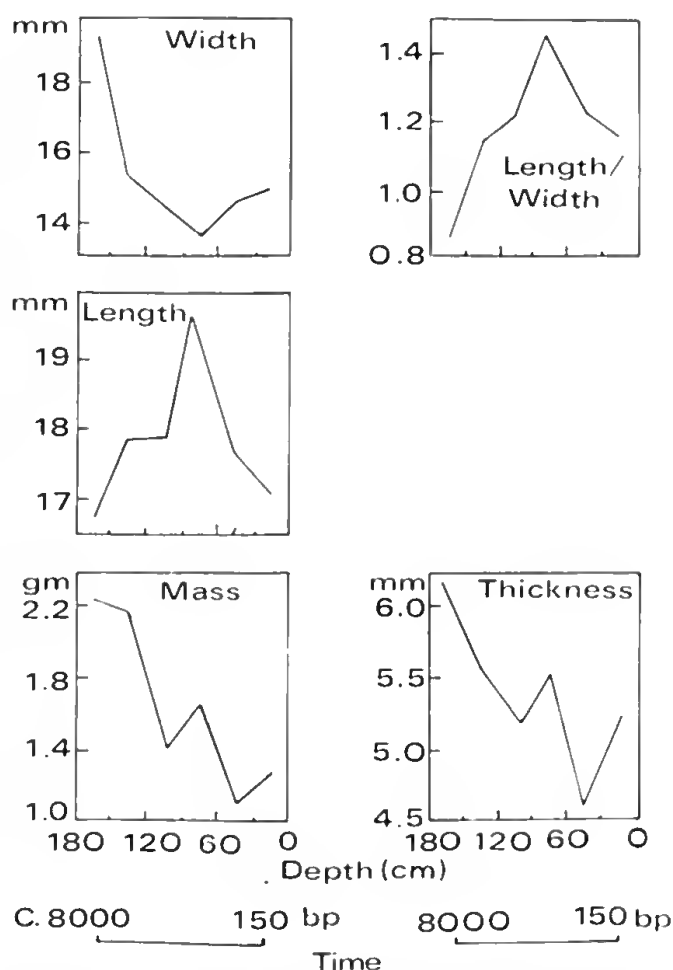 mm
Width
18
16
14
1.4
1.2
1.0
0.8
Length/
Width
mm
Length
19
18
17
gm
Mass
2.2
1.8
1.4
1.0
180 120 60 0
mm
Thickness
6.0
5.5
5.0
4.5
180 120 60 0
Depth (cm)
C. 8000 150 bp
8000 150 bp
Time